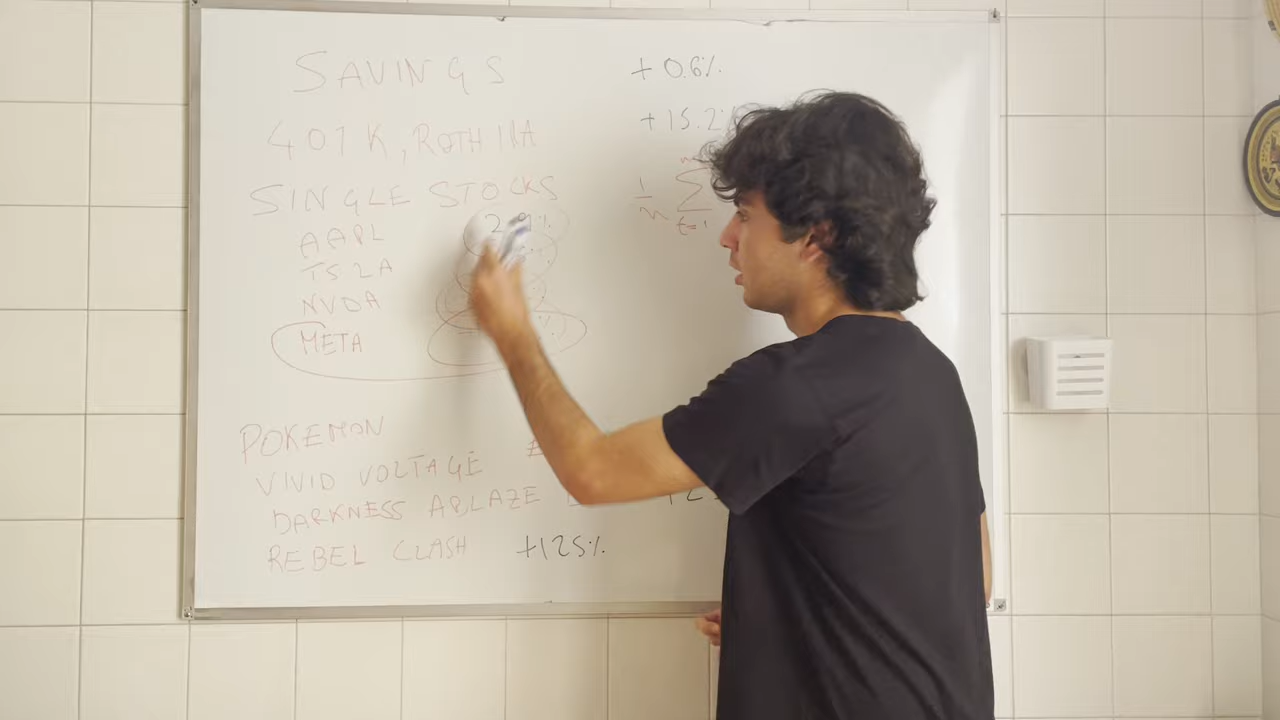 SAVINGS +0.6%
401K, ROTH IRA +15.2%
SINGLE STOCKS
AAPL
TSLA
NVDA
META
POKEMON
VIVID VOLTAGE
DARKNESS ABLAZE
REBEL CLASH +125%